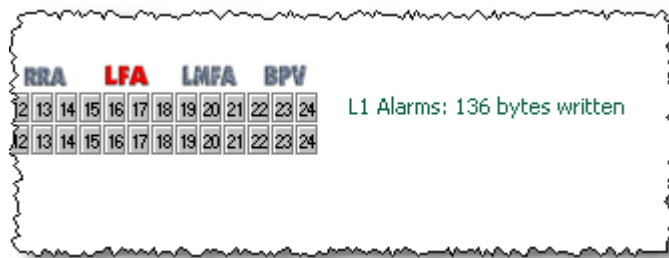 RRA LFA LMFA BPV
12 13 14 15 16 17 18 19 20 21 22 23 24 L1 Alarms: 136 bytes written
12 13 14 15 16 17 18 19 20 21 22 23 24